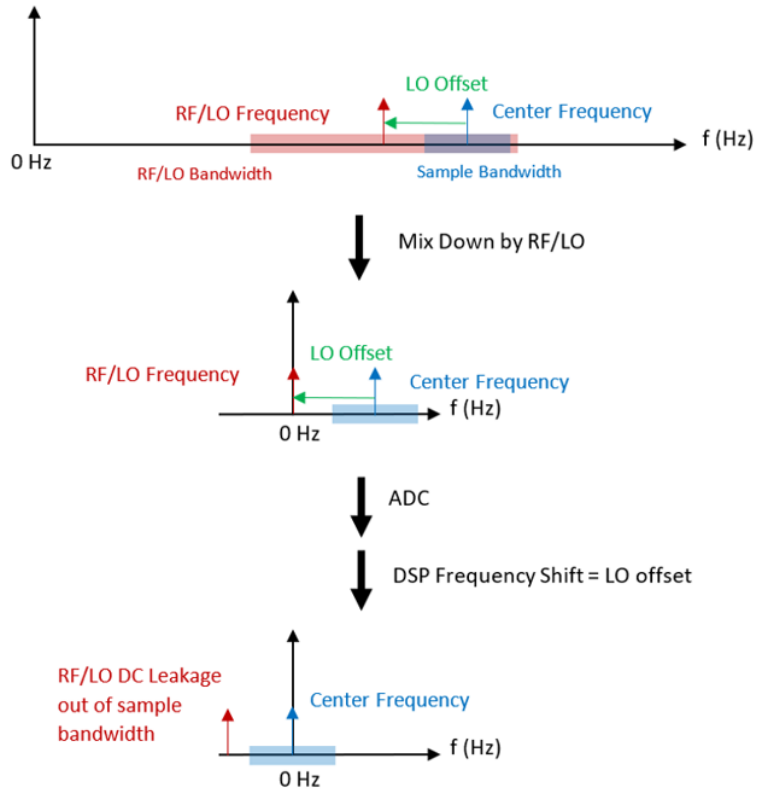 LO Offset
RF/LO Frequency
Center Frequency
f (Hz)
0 Hz
RF/LO Bandwidth
Sample Bandwidth
Mix Down by RF/LO
LO Offset
RF/LO Frequency
Center Frequency
f (Hz)
0 Hz
ADC
DSP Frequency Shift = LO offset
RF/LO DC Leakage
out of sample
bandwidth
Center Frequency
f (Hz)
0 Hz